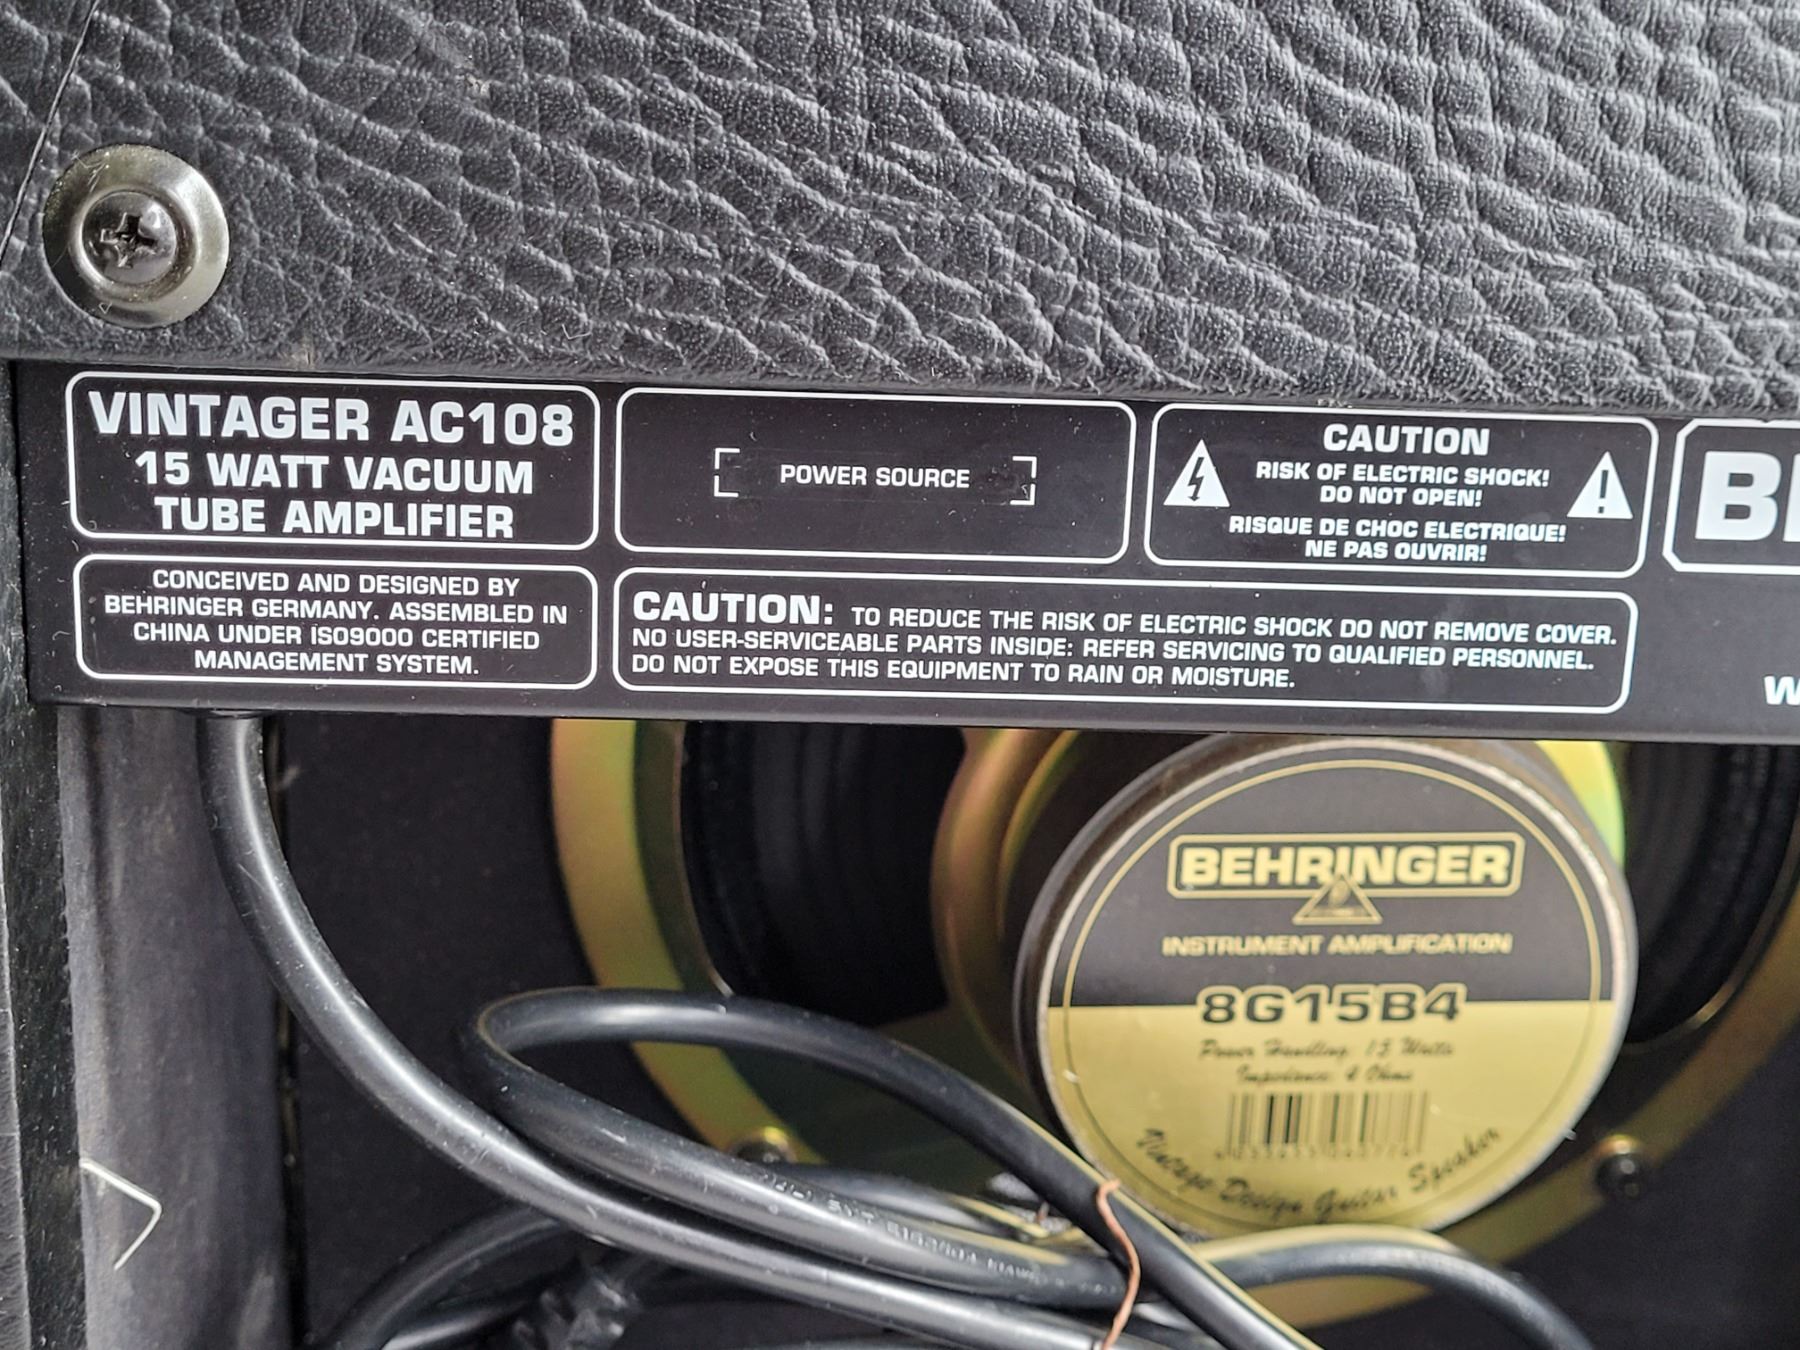 VINTAGER AC108
15 WATT VACUUM
TUBE AMPLIFIER
POWER SOURCE
CAUTION
RISK OF ELECTRIC SHOCK!
DO NOT OPEN!
RISQUE DE CHOC ELECTRIQUE!
NE PAS OUVRIR!
CONCEIVED AND DESIGNED BY
BEHRINGER GERMANY. ASSEMBLED IN
CHINA UNDER ISO9000 CERTIFIED
MANAGEMENT SYSTEM.
CAUTION: TO REDUCE THE RISK OF ELECTRIC SHOCK DO NOT REMOVE COVER.
NO USER-SERVICEABLE PARTS INSIDE: REFER SERVICING TO QUALIFIED PERSONNEL.
DO NOT EXPOSE THIS EQUIPMENT TO RAIN OR MOISTURE.
BEHRINGER
INSTRUMENT AMPLIFICATION
8G15B4
Power Handling: 15 Watts
Impedance: 4 Ohms
Vintage Design Guitar Speaker